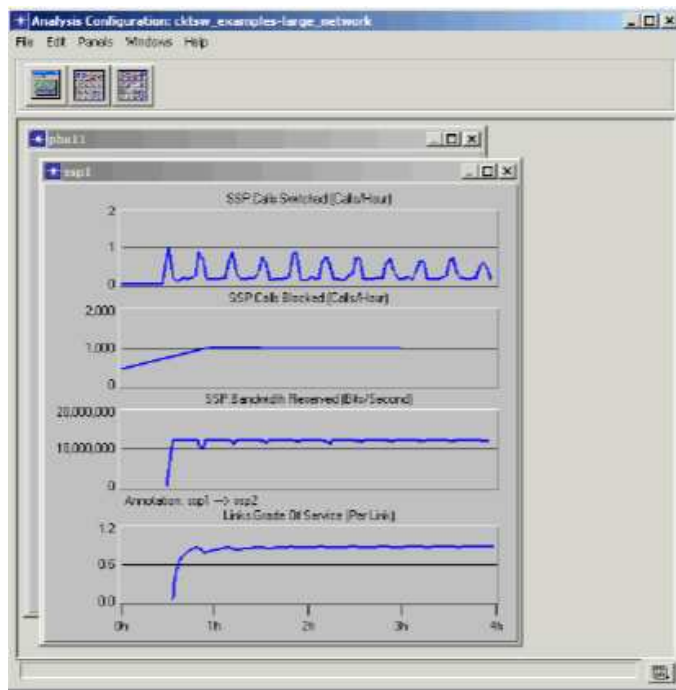 Analysis Configuration: cktsw_examples-large_network
File Edit Panels Windows Help
pbx11
ssp1
SSP.Calls Switched (Calls/Hour)
2
1
0
SSP.Calls Blocked (Calls/Hour)
2,000
1,000
0
SSP.Bandwidth Reserved (Bits/Second)
20,000,000
10,000,000
0
Annotation: ssp1 --> ssp2
Links.Grade Of Service (Per Link)
1.2
0.6
0.0
0h 1h 2h 3h 4h